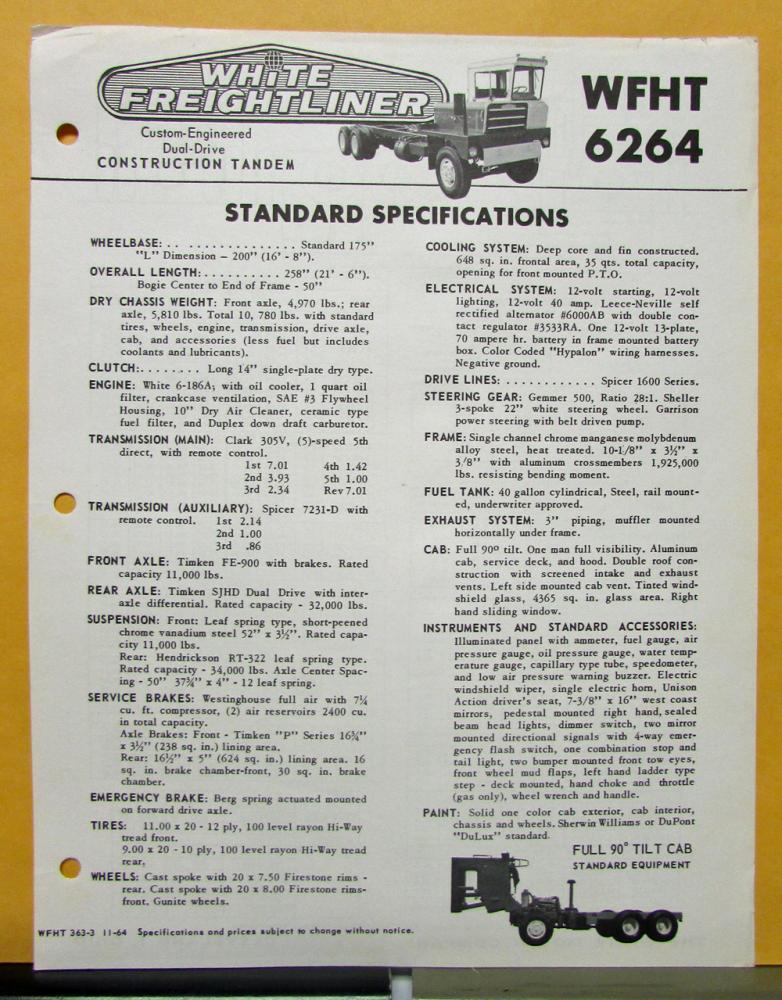 WHiTE
FREIGHTLINER
Custom-Engineered
Dual-Drive
CONSTRUCTION TANDEM
WFHT
6264
STANDARD SPECIFICATIONS
WHEELBASE: . . . . . . . . . . . . . . . . Standard 175"
"L" Dimension — 200" (16' - 8").
OVERALL LENGTH: . . . . . . . . . . 258" (21' - 6").
Bogie Center to End of Frame - 50"
DRY CHASSIS WEIGHT: Front axle, 4,970 lbs.; rear
axle, 5,810 lbs. Total 10, 780 lbs. with standard
tires, wheels, engine, transmission, drive axle,
cab, and accessories (less fuel but includes
coolants and lubricants).
CLUTCH: . . . . . . . . Long 14" single-plate dry type.
ENGINE: White 6-186A; with oil cooler, 1 quart oil
filter, crankcase ventilation, SAE #3 Flywheel
Housing, 10" Dry Air Cleaner, ceramic type
fuel filter, and Duplex down draft carburetor.
TRANSMISSION (MAIN): Clark 305V, (5)-speed 5th
direct, with remote control.
1st 7.01 4th 1.42
2nd 3.93 5th 1.00
3rd 2.34 Rev 7.01
TRANSMISSION (AUXILIARY): Spicer 7231-D with
remote control. 1st 2.14
2nd 1.00
3rd .86
FRONT AXLE: Timken FE-900 with brakes. Rated
capacity 11,000 lbs.
REAR AXLE: Timken SJHD Dual Drive with inter-
axle differential. Rated capacity - 32,000 lbs.
SUSPENSION: Front: Leaf spring type, short-peened
chrome vanadium steel 52" x 3½". Rated capa-
city 11,000 lbs.
Rear: Hendrickson RT-322 leaf spring type.
Rated capacity - 34,000 lbs. Axle Center Spac-
ing - 50" 37¾" x 4" - 12 leaf spring.
SERVICE BRAKES: Westinghouse full air with 7¼
cu. ft. compressor, (2) air reservoirs 2400 cu.
in total capacity.
Axle Brakes: Front - Timken "P" Series 16¾"
x 3½" (238 sq. in.) lining area.
Rear: 16½" x 5" (624 sq. in.) lining area. 16
sq. in. brake chamber-front, 30 sq. in. brake
chamber.
EMERGENCY BRAKE: Berg spring actuated mounted
on forward drive axle.
TIRES: 11.00 x 20 - 12 ply, 100 level rayon Hi-Way
tread front.
9.00 x 20 - 10 ply, 100 level rayon Hi-Way tread
rear,
WHEELS: Cast spoke with 20 x 7.50 Firestone rims -
rear. Cast spoke with 20 x 8.00 Firestone rims-
front. Gunite wheels.
COOLING SYSTEM: Deep core and fin constructed.
648 sq. in. frontal area, 35 qts. total capacity,
opening for front mounted P.T.O.
ELECTRICAL SYSTEM: 12-volt starting, 12-volt
lighting, 12-volt 40 amp. Leece-Neville self
rectified alternator #6000AB with double con-
tact regulator #3533RA. One 12-volt 13-plate,
70 ampere hr. battery in frame mounted battery
box. Color Coded "Hypalon" wiring harnesses.
Negative ground.
DRIVE LINES: . . . . . . . . . . . . Spicer 1600 Series.
STEERING GEAR: Gemmer 500, Ratio 28:1. Sheller
3-spoke 22" white steering wheel. Garrison
power steering with belt driven pump.
FRAME: Single channel chrome manganese molybdenum
alloy steel, heat treated. 10-1/8" x 3½" x
3/8" with aluminum crossmembers 1,925,000
lbs. resisting bending moment.
FUEL TANK: 40 gallon cylindrical, Steel, rail mount-
ed, underwriter approved.
EXHAUST SYSTEM: 3" piping, muffler mounted
horizontally under frame.
CAB: Full 90º tilt. One man full visibility. Aluminum
cab, service deck, and hood. Double roof con-
struction with screened intake and exhaust
vents. Left side mounted cab vent. Tinted wind-
shield glass, 4365 sq. in. glass area. Right
hand sliding window.
INSTRUMENTS AND STANDARD ACCESSORIES:
Illuminated panel with ammeter, fuel gauge, air
pressure gauge, oil pressure gauge, water temp-
erature gauge, capillary type tube, speedometer,
and low air pressure warning buzzer. Electric
windshield wiper, single electric horn, Unison
Action driver's seat, 7-3/8" x 16" west coast
mirrors, pedestal mounted right hand, sealed
beam head lights, dimmer switch, two mirror
mounted directional signals with 4-way emer-
gency flash switch, one combination stop and
tail light, two bumper mounted front tow eyes,
front wheel mud flaps, left hand ladder type
step - deck mounted, hand choke and throttle
(gas only), wheel wrench and handle.
PAINT: Solid one color cab exterior, cab interior,
chassis and wheels. Sherwin Williams or DuPont
"DuLux" standard.
FULL 90° TILT CAB
STANDARD EQUIPMENT
WFHT 363-3 11-64 Specifications and prices subject to change without notice.